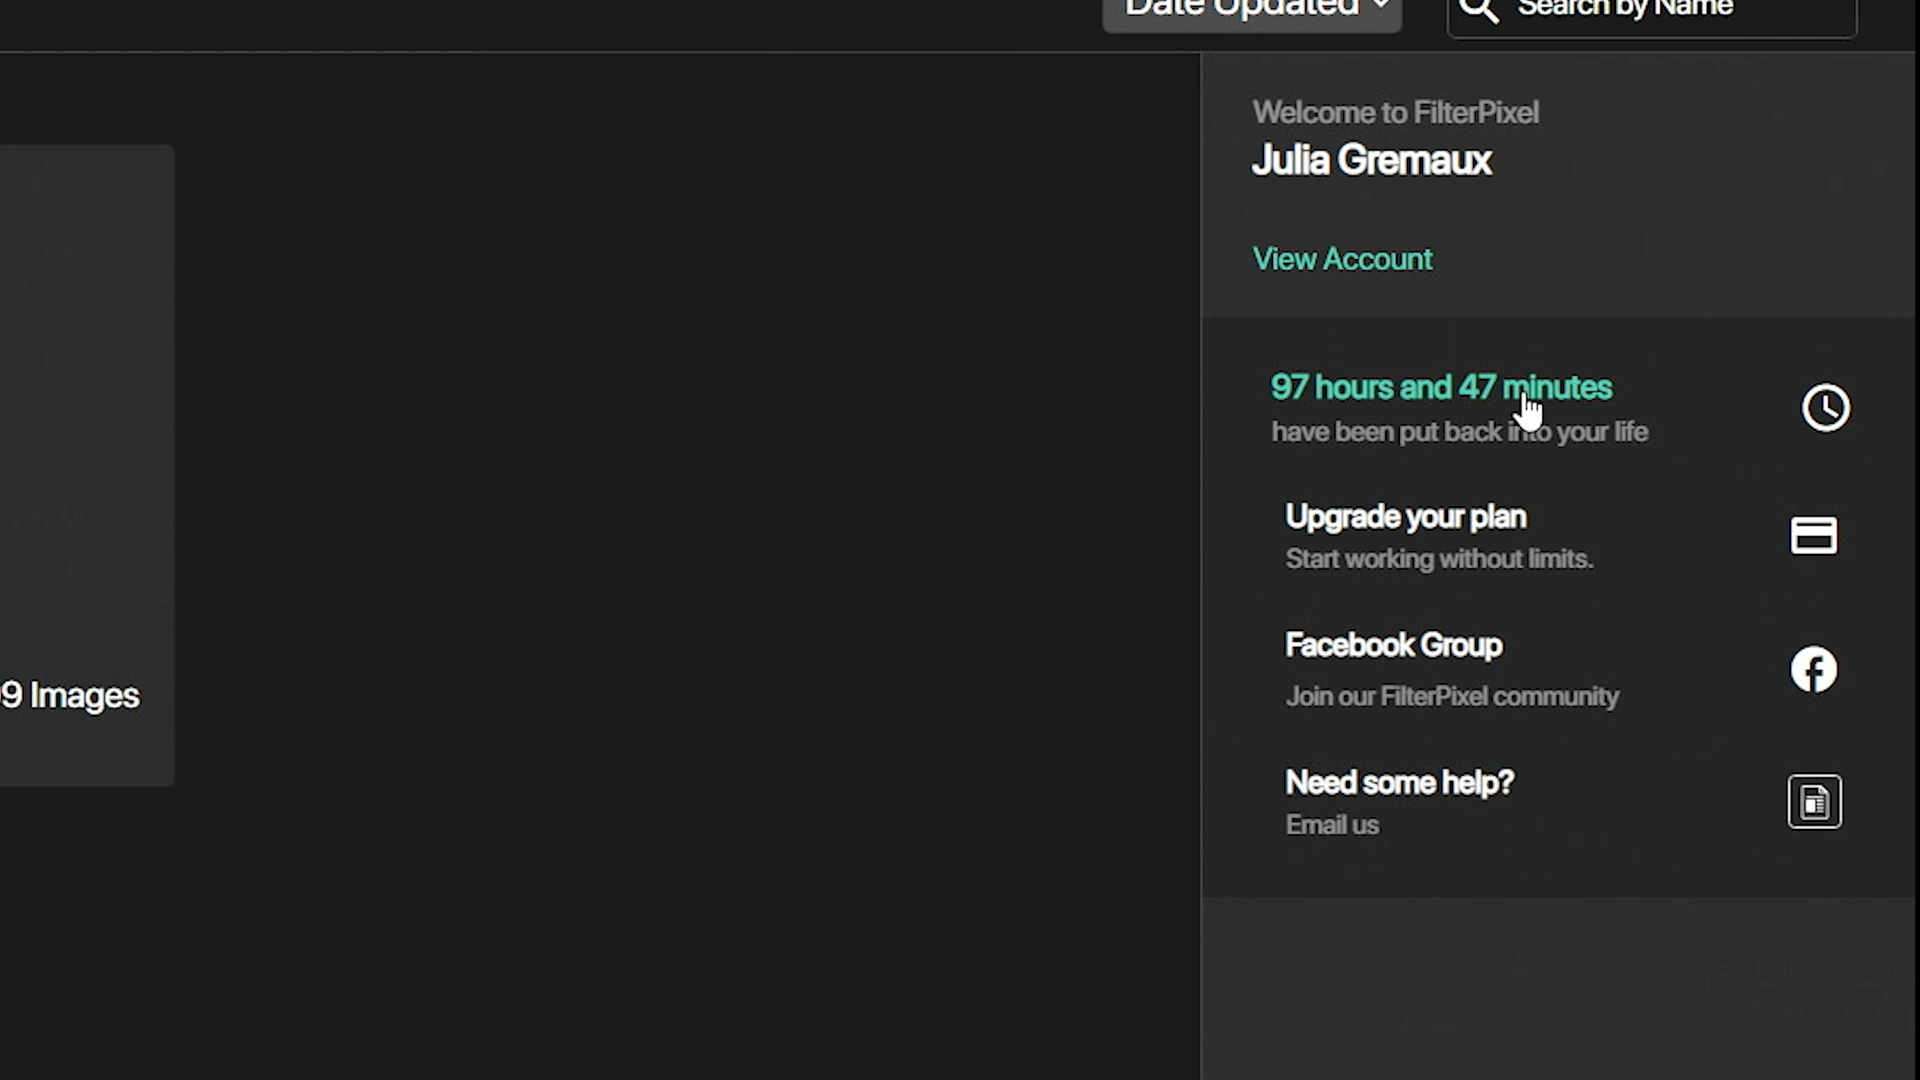 Date Updated
Search by Name
Welcome to FilterPixel
Julia Gremaux
View Account
97 hours and 47 minutes
have been put back into your life
Upgrade your plan
Start working without limits.
Facebook Group
Join our FilterPixel community
9 Images
Need some help?
Email us